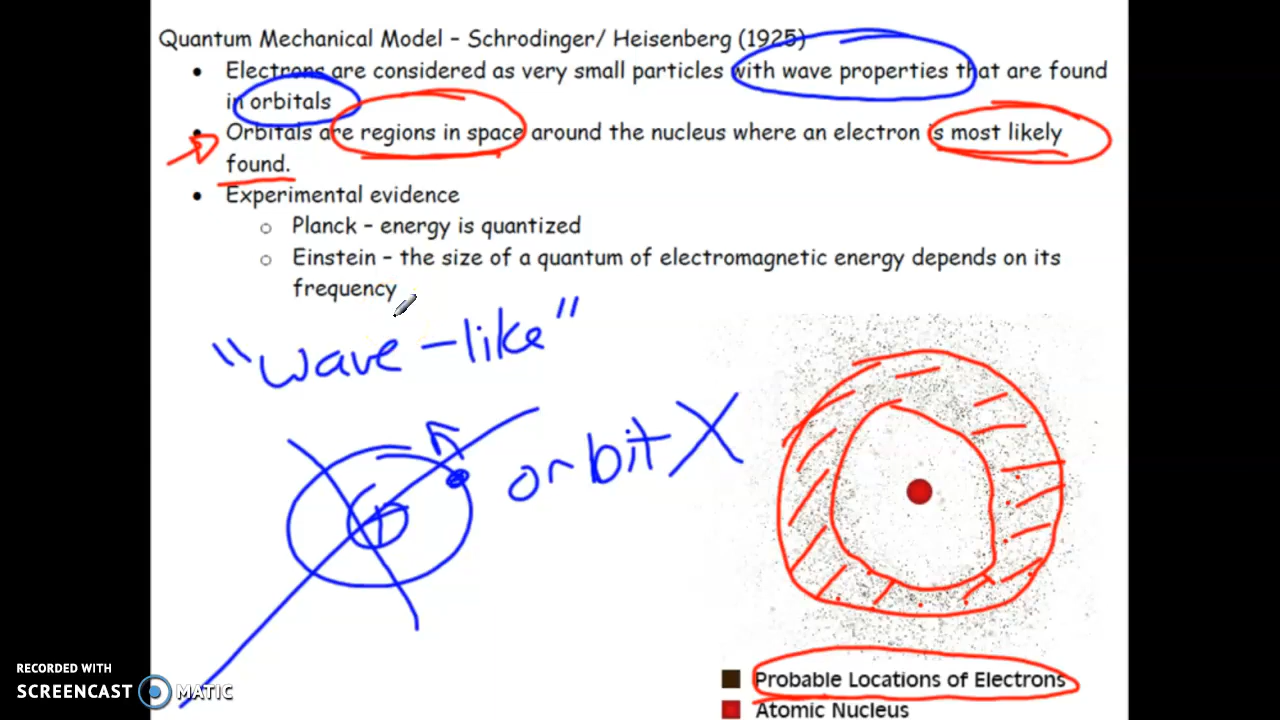 Quantum Mechanical Model – Schrodinger/ Heisenberg (1925)
• Electrons are considered as very small particles with wave properties that are found
in orbitals
• Orbitals are regions in space around the nucleus where an electron is most likely
found.
• Experimental evidence
o Planck – energy is quantized
o Einstein – the size of a quantum of electromagnetic energy depends on its
frequency
"wave-like"
orbit X
Probable Locations of Electrons
Atomic Nucleus
RECORDED WITH
SCREENCAST MATIC